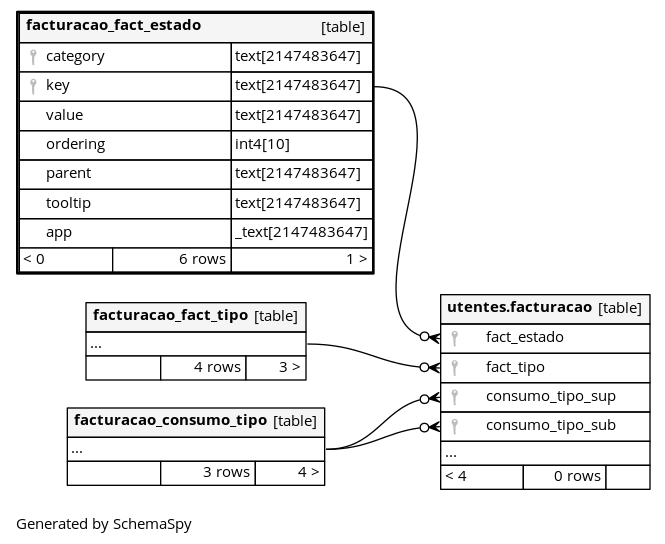 facturacao_fact_estado [table]
category text[2147483647]
key text[2147483647]
value text[2147483647]
ordering int4[10]
parent text[2147483647]
tooltip text[2147483647]
app _text[2147483647]
< 0 6 rows 1 >
facturacao_fact_tipo [table]
...
4 rows 3 >
facturacao_consumo_tipo [table]
...
3 rows 4 >
utentes.facturacao [table]
fact_estado
fact_tipo
consumo_tipo_sup
consumo_tipo_sub
...
< 4 0 rows
Generated by SchemaSpy